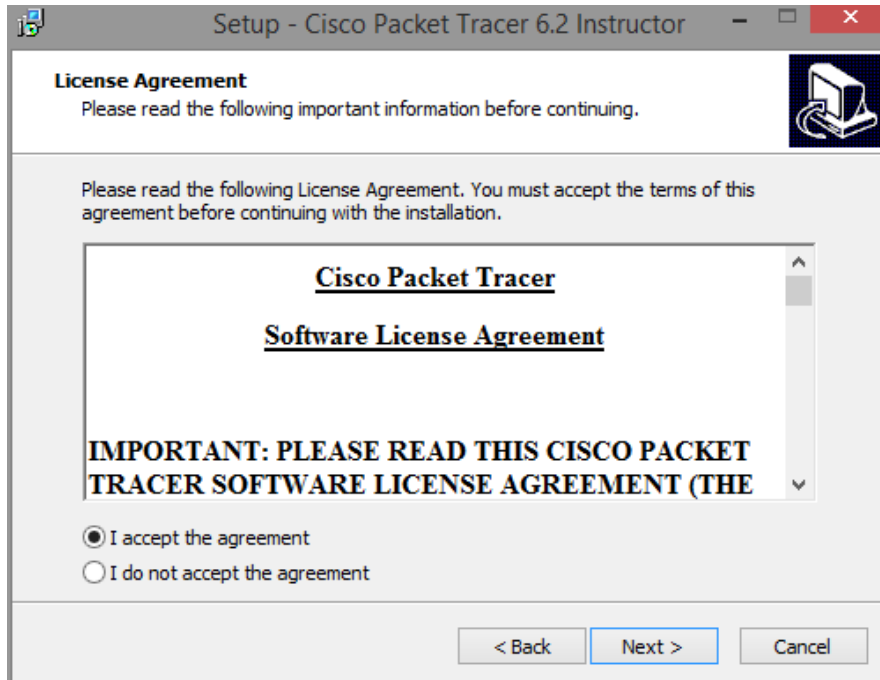 Setup - Cisco Packet Tracer 6.2 Instructor
License Agreement
Please read the following important information before continuing.
Please read the following License Agreement. You must accept the terms of this
agreement before continuing with the installation.
Cisco Packet Tracer
Software License Agreement
IMPORTANT: PLEASE READ THIS CISCO PACKET
TRACER SOFTWARE LICENSE AGREEMENT (THE
I accept the agreement
I do not accept the agreement
< Back Next > Cancel